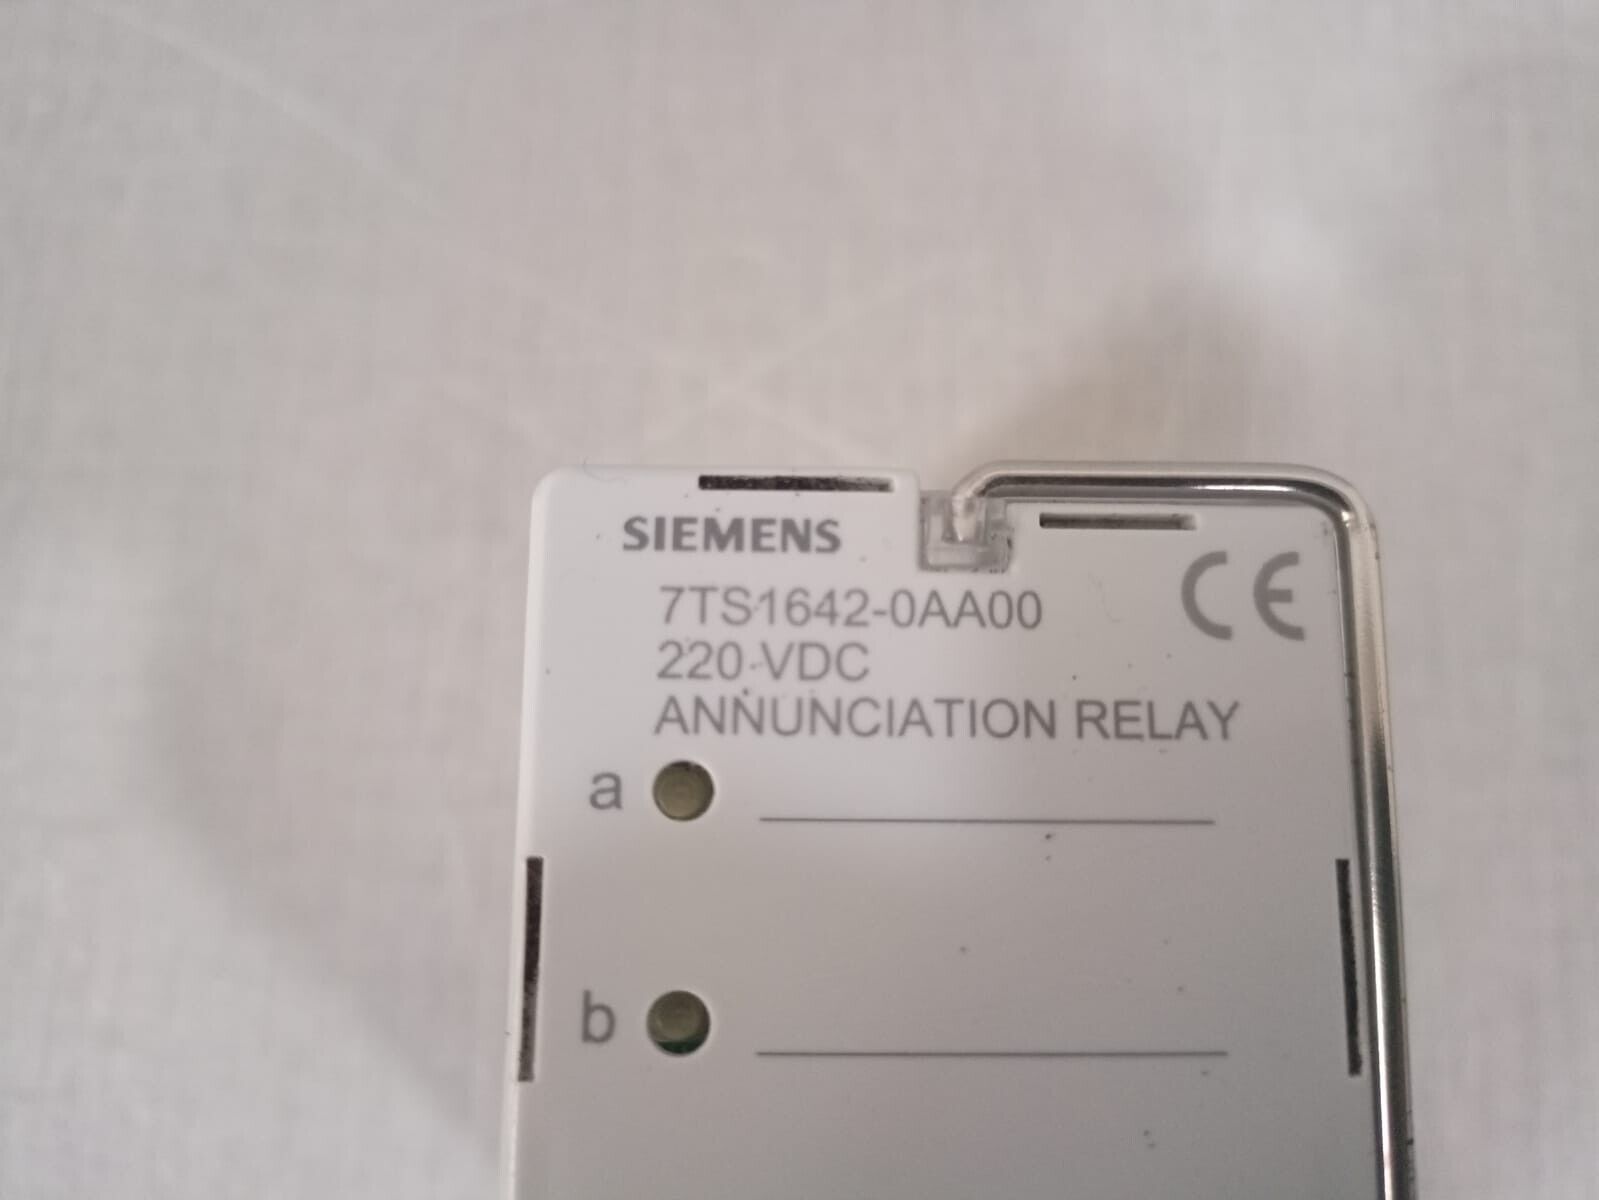 SIEMENS
7TS1642-0AA00
220 VDC
ANNUNCIATION RELAY
CE
a
b